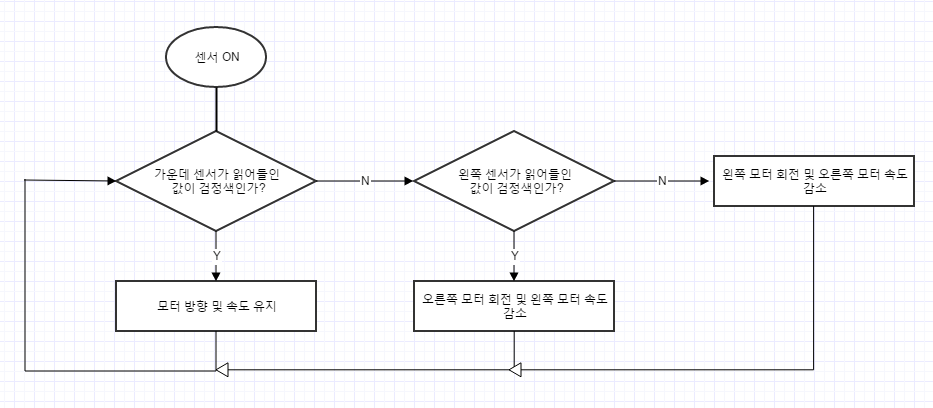 센서 ON
가운데 센서가 읽어들인
값이 검정색인가?
N
왼쪽 센서가 읽어들인
값이 검정색인가?
N
왼쪽 모터 회전 및 오른쪽 모터 속도
감소
Y
Y
모터 방향 및 속도 유지
오른쪽 모터 회전 및 왼쪽 모터 속도
감소